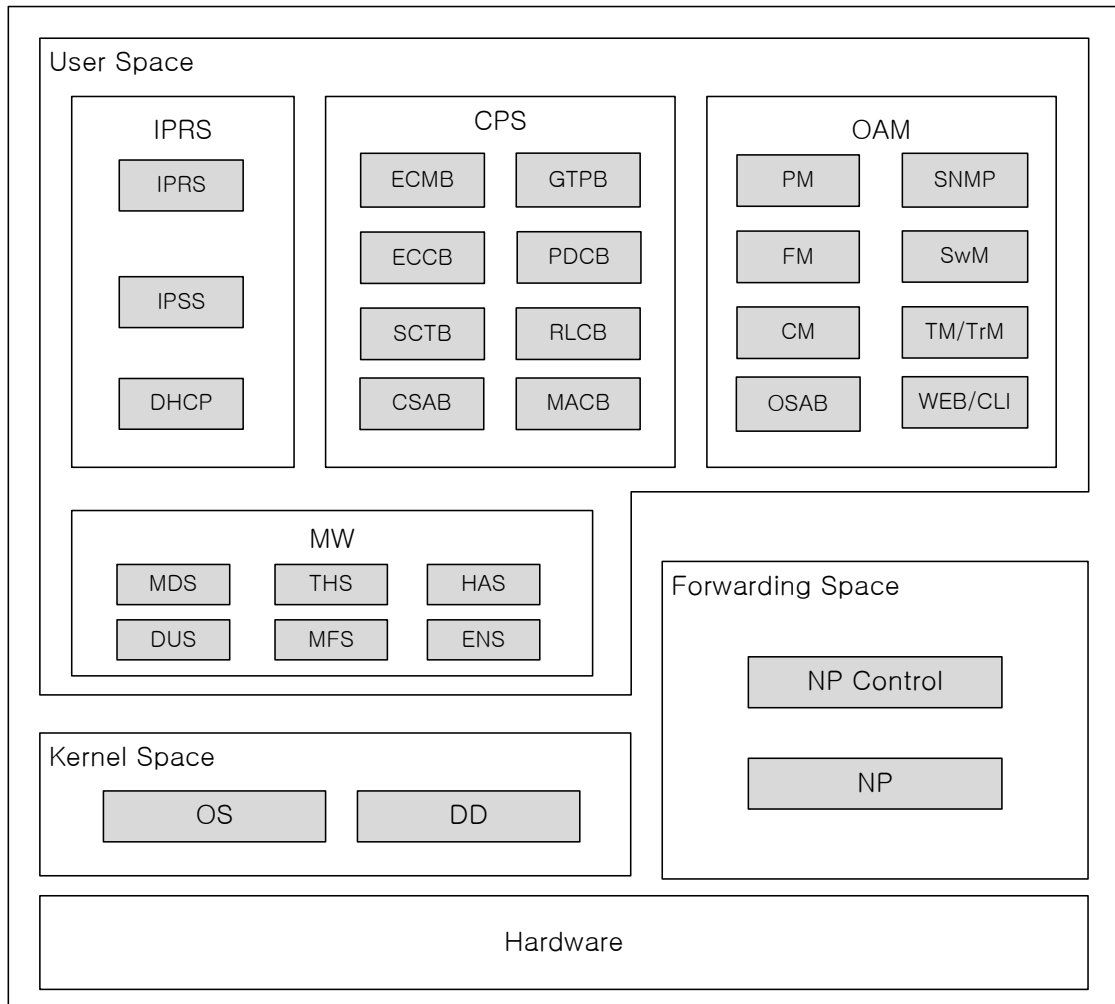 User Space
IPRS
IPRS
IPSS
DHCP
CPS
ECMB
GTPB
ECCB
PDCB
SCTB
RLCB
CSAB
MACB
OAM
PM
SNMP
FM
SwM
CM
TM/TrM
OSAB
WEB/CLI
MW
MDS
THS
HAS
DUS
MFS
ENS
Forwarding Space
NP Control
NP
Kernel Space
OS
DD
Hardware